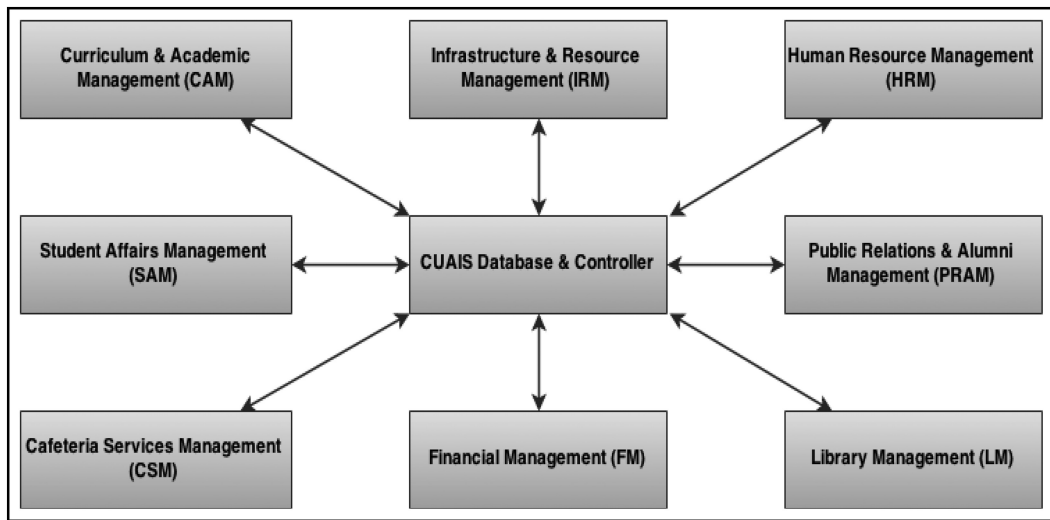 Curriculum & Academic
Management (CAM)
Infrastructure & Resource
Management (IRM)
Human Resource Management
(HRM)
Student Affairs Management
(SAM)
CUAIS Database & Controller
Public Relations & Alumni
Management (PRAM)
Cafeteria Services Management
(CSM)
Financial Management (FM)
Library Management (LM)